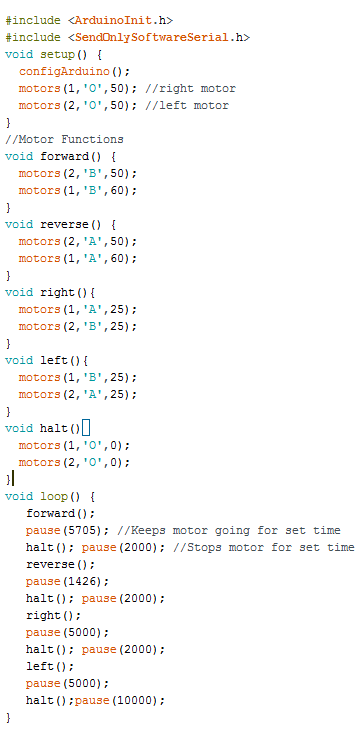 #include <ArduinoInit.h>
#include <SendOnlySoftwareSerial.h>
void setup() {
  configArduino();
  motors(1,'O',50); //right motor
  motors(2,'O',50); //left motor
}
//Motor Functions
void forward() {
  motors(2,'B',50);
  motors(1,'B',60);
}
void reverse() {
  motors(2,'A',50);
  motors(1,'A',60);
}
void right(){
  motors(1,'A',25);
  motors(2,'B',25);
}
void left(){
  motors(1,'B',25);
  motors(2,'A',25);
}
void halt(){
  motors(1,'O',0);
  motors(2,'O',0);
}
void loop() {
   forward();
   pause(5705); //Keeps motor going for set time
   halt(); pause(2000); //Stops motor for set time
   reverse();
   pause(1426);
   halt(); pause(2000);
   right();
   pause(5000);
   halt(); pause(2000);
   left();
   pause(5000);
   halt();pause(10000);
}